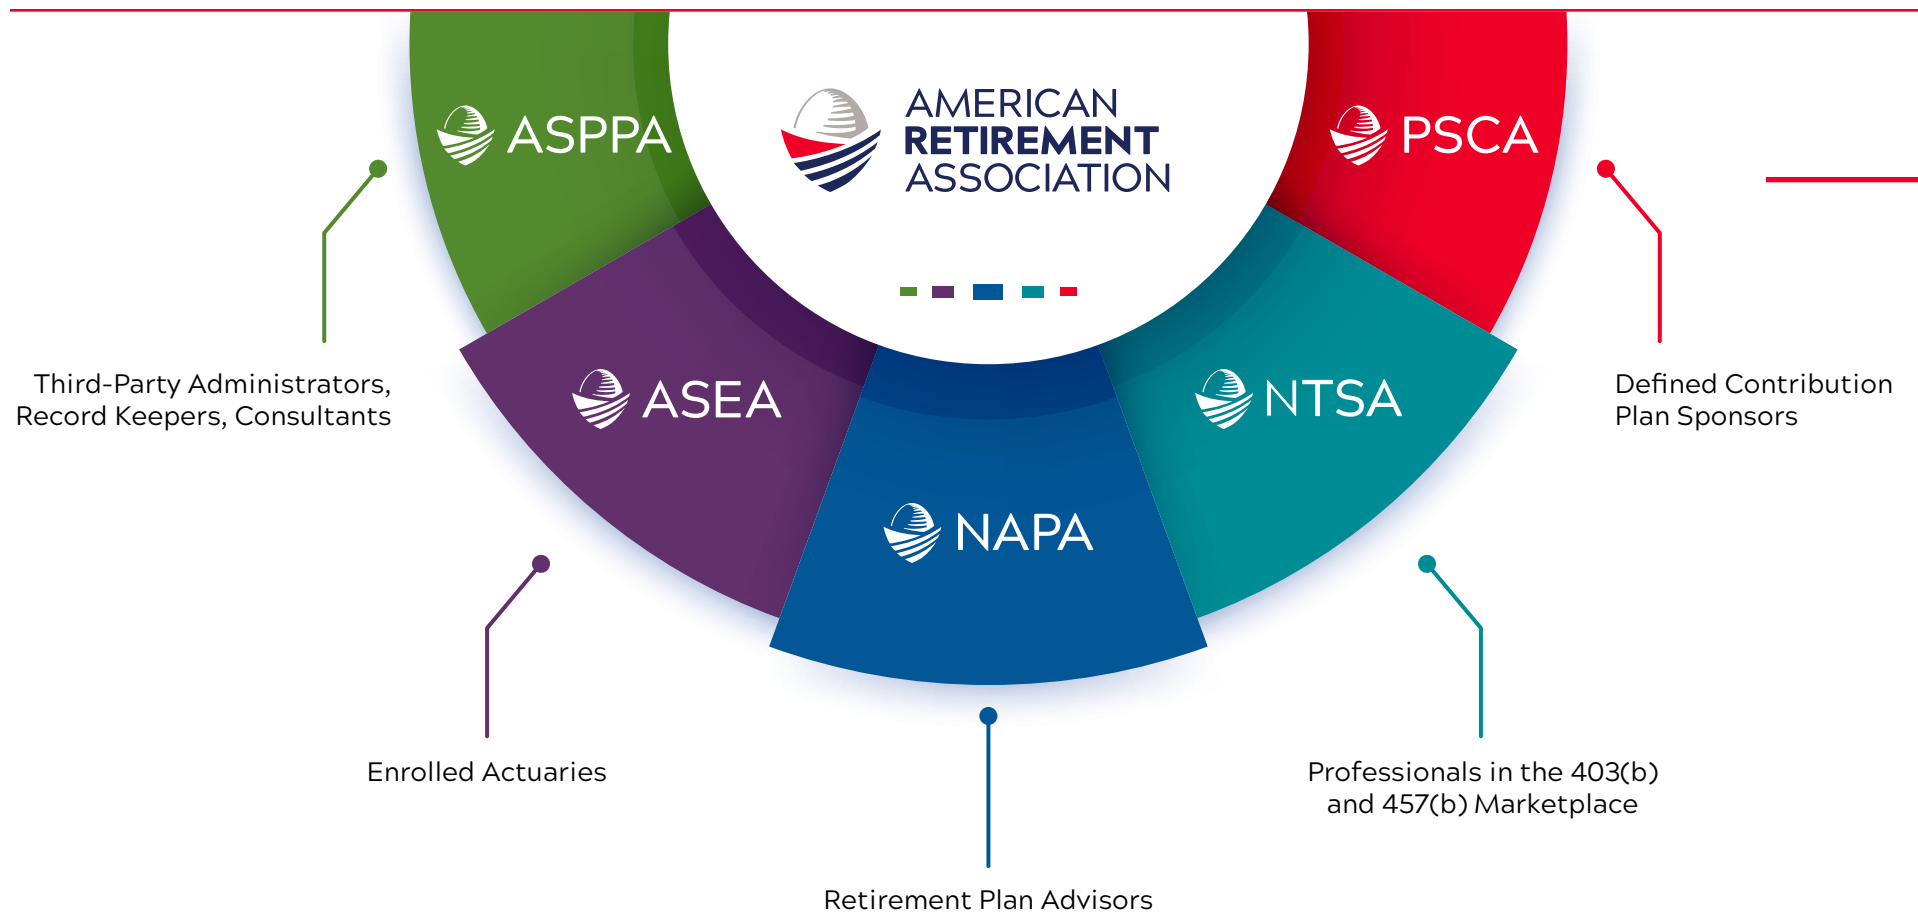 AMERICAN
RETIREMENT
ASSOCIATION
ASPPA
PSCA
ASEA
NTSA
NAPA
Third-Party Administrators,
Record Keepers, Consultants
Defined Contribution
Plan Sponsors
Enrolled Actuaries
Professionals in the 403(b)
and 457(b) Marketplace
Retirement Plan Advisors